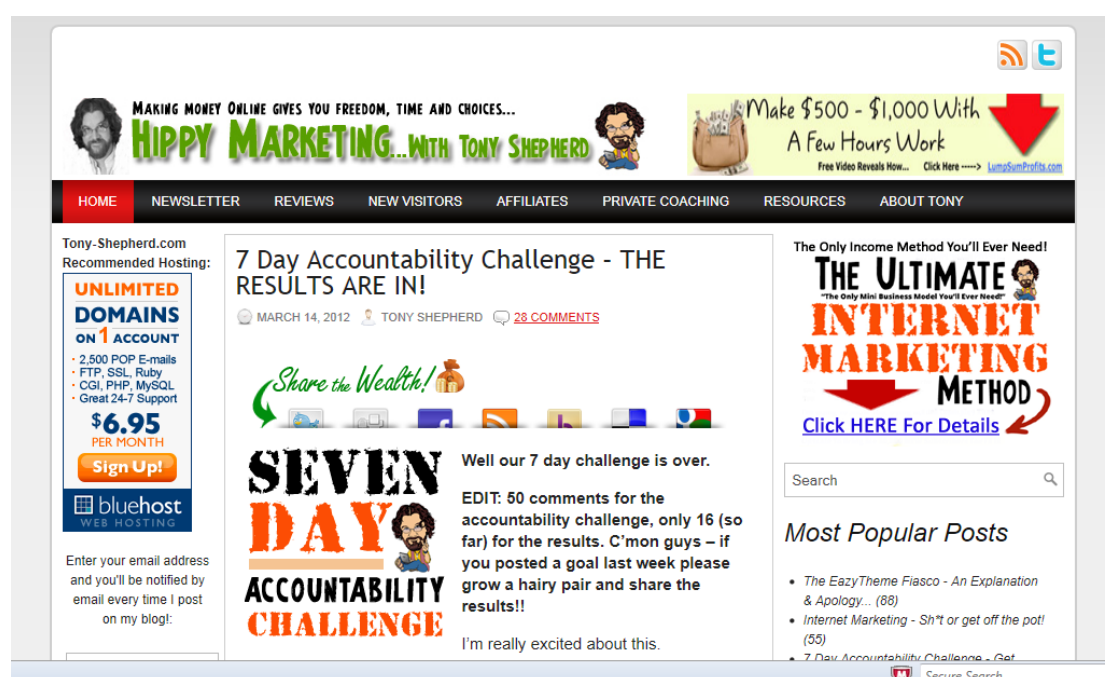 Making money Online gives you freedom, time and choices...
Hippy Marketing...With Tony Shepherd
Make $500 - $1,000 With
A Few Hours Work
Free Video Reveals How... Click Here -----> LumpSumProfits.com
HOME NEWSLETTER REVIEWS NEW VISITORS AFFILIATES PRIVATE COACHING RESOURCES ABOUT TONY
Tony-Shepherd.com
Recommended Hosting:
UNLIMITED
DOMAINS
ON 1 ACCOUNT
• 2,500 POP E-mails
• FTP, SSL, Ruby
• CGI, PHP, MySQL
• Great 24-7 Support
$6.95
PER MONTH
Sign Up!
bluehost
WEB HOSTING
Enter your email address
and you'll be notified by
email every time I post
on my blog!:
7 Day Accountability Challenge - THE
RESULTS ARE IN!
MARCH 14, 2012 TONY SHEPHERD 28 COMMENTS
Share the Wealth!
SEVEN
DAY
ACCOUNTABILITY
CHALLENGE
Well our 7 day challenge is over.
EDIT: 50 comments for the
accountability challenge, only 16 (so
far) for the results. C'mon guys – if
you posted a goal last week please
grow a hairy pair and share the
results!!
I'm really excited about this.
The Only Income Method You'll Ever Need!
THE ULTIMATE
"The Only Mini Business Model You'll Ever Need!"
INTERNET
MARKETING
METHOD
Click HERE For Details
Search
Most Popular Posts
• The EazyTheme Fiasco - An Explanation
& Apology... (88)
• Internet Marketing - Sh*t or get off the pot!
(55)
• 7 Day Accountability Challenge - Get
Secure Search